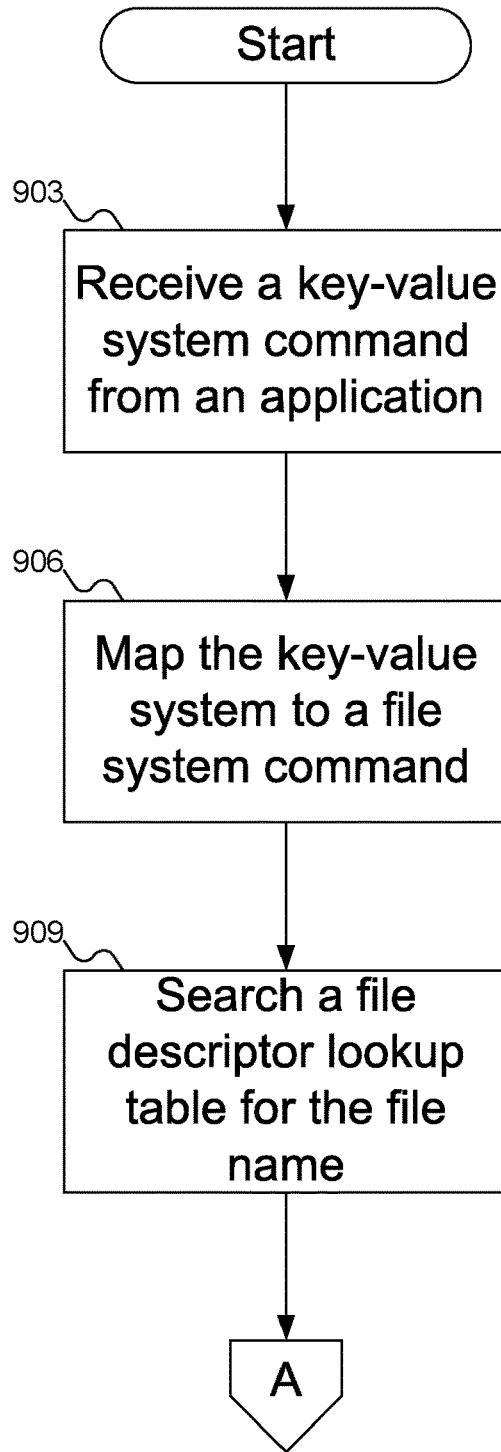 Start
903
Receive a key-value
system command
from an application
906
Map the key-value
system to a file
system command
909
Search a file
descriptor lookup
table for the file
name
A